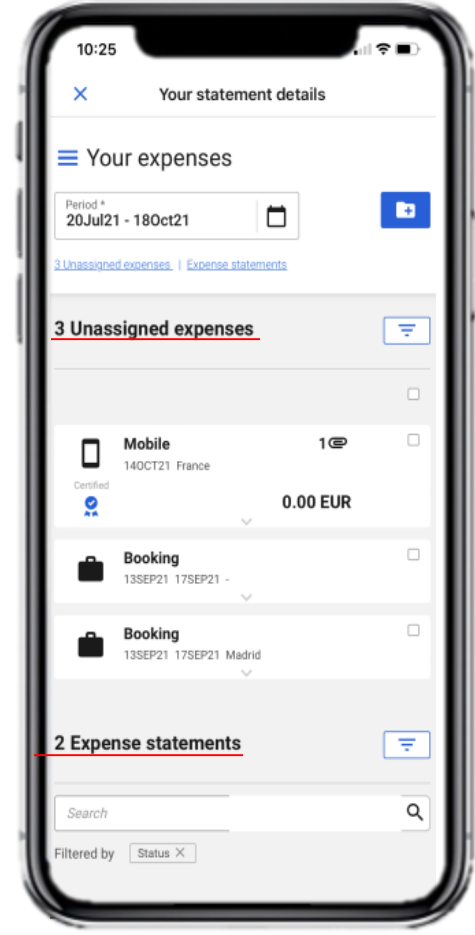 10:25
Your statement details
Your expenses
Period *
20Jul21 - 18Oct21
3 Unassigned expenses | Expense statements
3 Unassigned expenses
Mobile 1
14OCT21 France
Certified
0.00 EUR
Booking
13SEP21 17SEP21 -
Booking
13SEP21 17SEP21 Madrid
2 Expense statements
Search
Filtered by Status ×